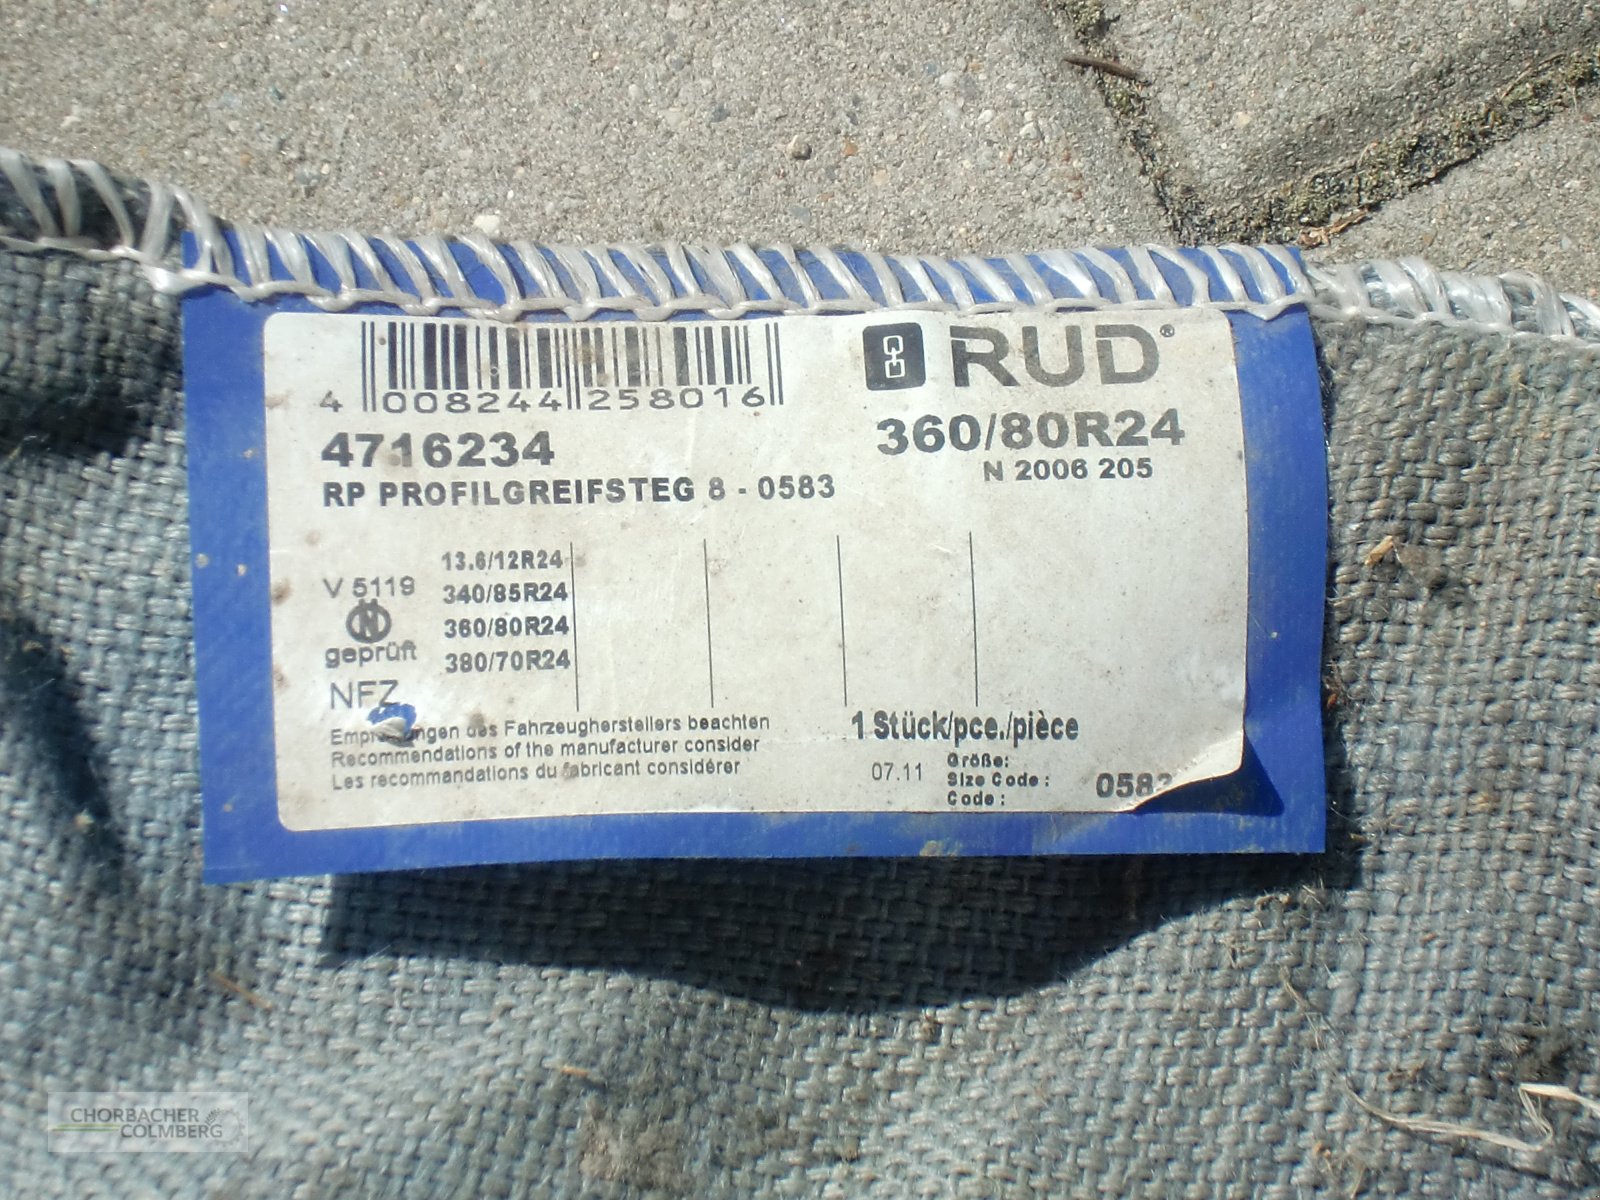 4 008244 258016
RUD®
4716234
360/80R24
N 2006 205
RP PROFILGREIFSTEG 8 - 0583
V 5119
geprüft
NFZ
13.6/12R24
340/85R24
360/80R24
380/70R24
des Fahrzeugherstellers beachten
Recommendations of the manufacturer consider
Les recommandations du fabricant considérer
1 Stück/pce./pièce
07.11
Größe:
Size Code :
Code :
CHORBACHER
COLMBERG